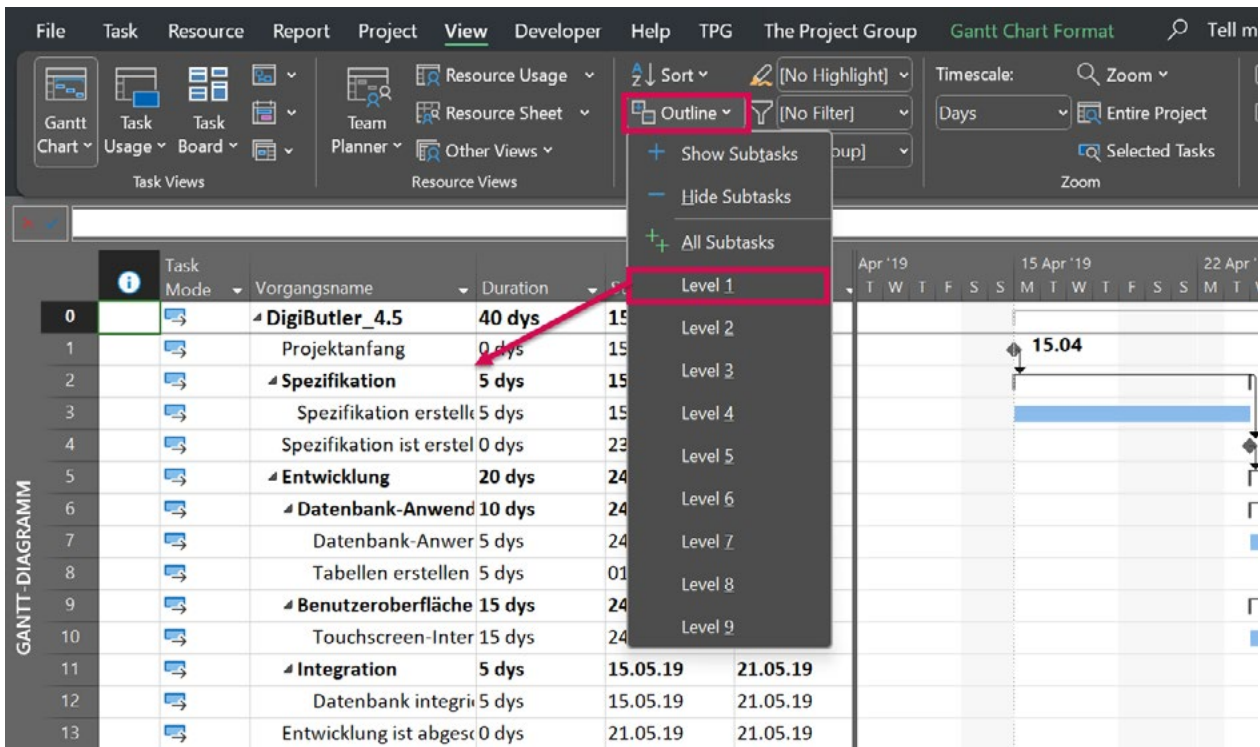 File Task Resource Report Project View Developer Help TPG The Project Group Gantt Chart Format Tell
Resource Usage Sort [No Highlight] Timescale: Zoom
Resource Sheet Outline [No Filter] Days Entire Project
Gantt Chart Task Usage Task Board Team Planner Other Views Selected Tasks
Task Views Resource Views Zoom
Show Subtasks
Hide Subtasks
All Subtasks
Level 1
Level 2
Level 3
Level 4
Level 5
Level 6
Level 7
Level 8
Level 9
Task Mode Vorgangsname Duration
Apr '19 15 Apr '19 22 Apr '
T W T F S S M T W T F S S M T
0 DigiButler_4.5 40 dys 15
1 Projektanfang 0 dys 15 15.04
2 Spezifikation 5 dys 15
3 Spezifikation erstell 5 dys 15
4 Spezifikation ist erstel 0 dys 23
5 Entwicklung 20 dys 24
6 Datenbank-Anwend 10 dys 24
7 Datenbank-Anwer 5 dys 24
8 Tabellen erstellen 5 dys 01
9 Benutzeroberfläche 15 dys 24
10 Touchscreen-Inter 15 dys 24
11 Integration 5 dys 15.05.19 21.05.19
12 Datenbank integri 5 dys 15.05.19 21.05.19
13 Entwicklung ist abges 0 dys 21.05.19 21.05.19
GANTT-DIAGRAMM